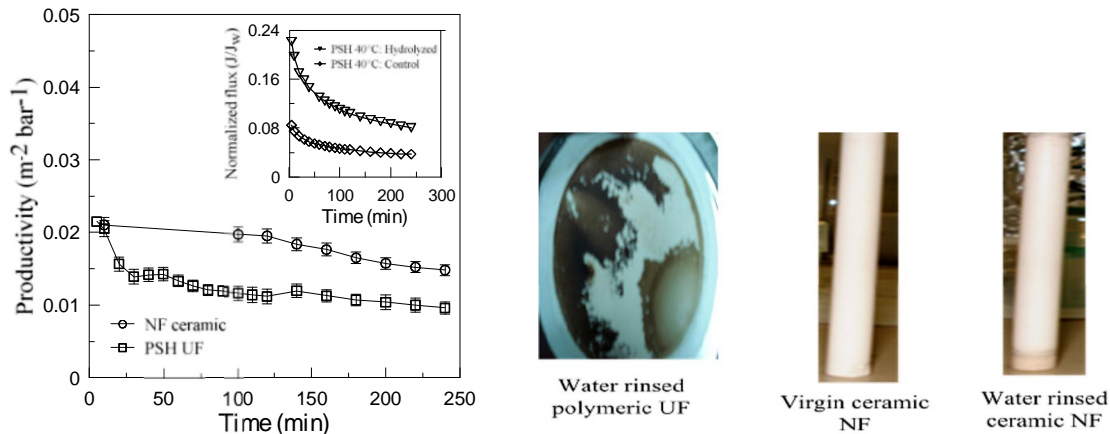 0.05
0.04
0.03
0.02
0.01
0
Productivity (m-2 bar-1)
0 50 100 150 200 250
Time (min)
NF ceramic
PSH UF
0.24
0.16
0.08
0
Normalized flux (J/Jw)
PSH 40°C: Hydrolyzed
PSH 40°C: Control
0 100 200 300
Time (min)
Water rinsed
polymeric UF
Virgin ceramic
NF
Water rinsed
ceramic NF